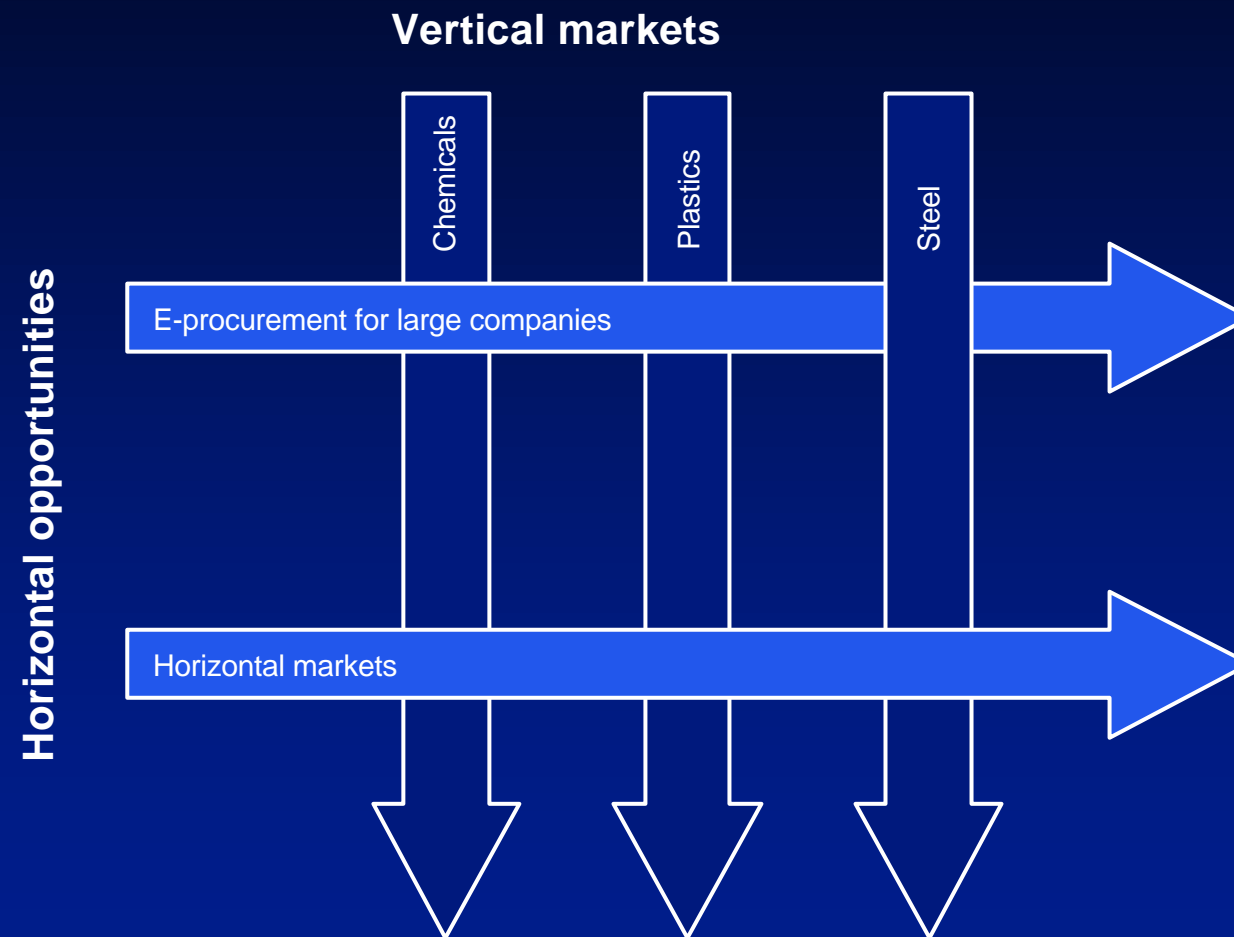 Vertical markets
Chemicals
Plastics
Steel
Horizontal opportunities
E-procurement for large companies
Horizontal markets